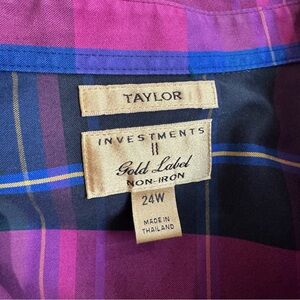 TAYLOR
INVESTMENTS
II
Gold Label
NON-IRON
24W
MADE IN
THAILAND